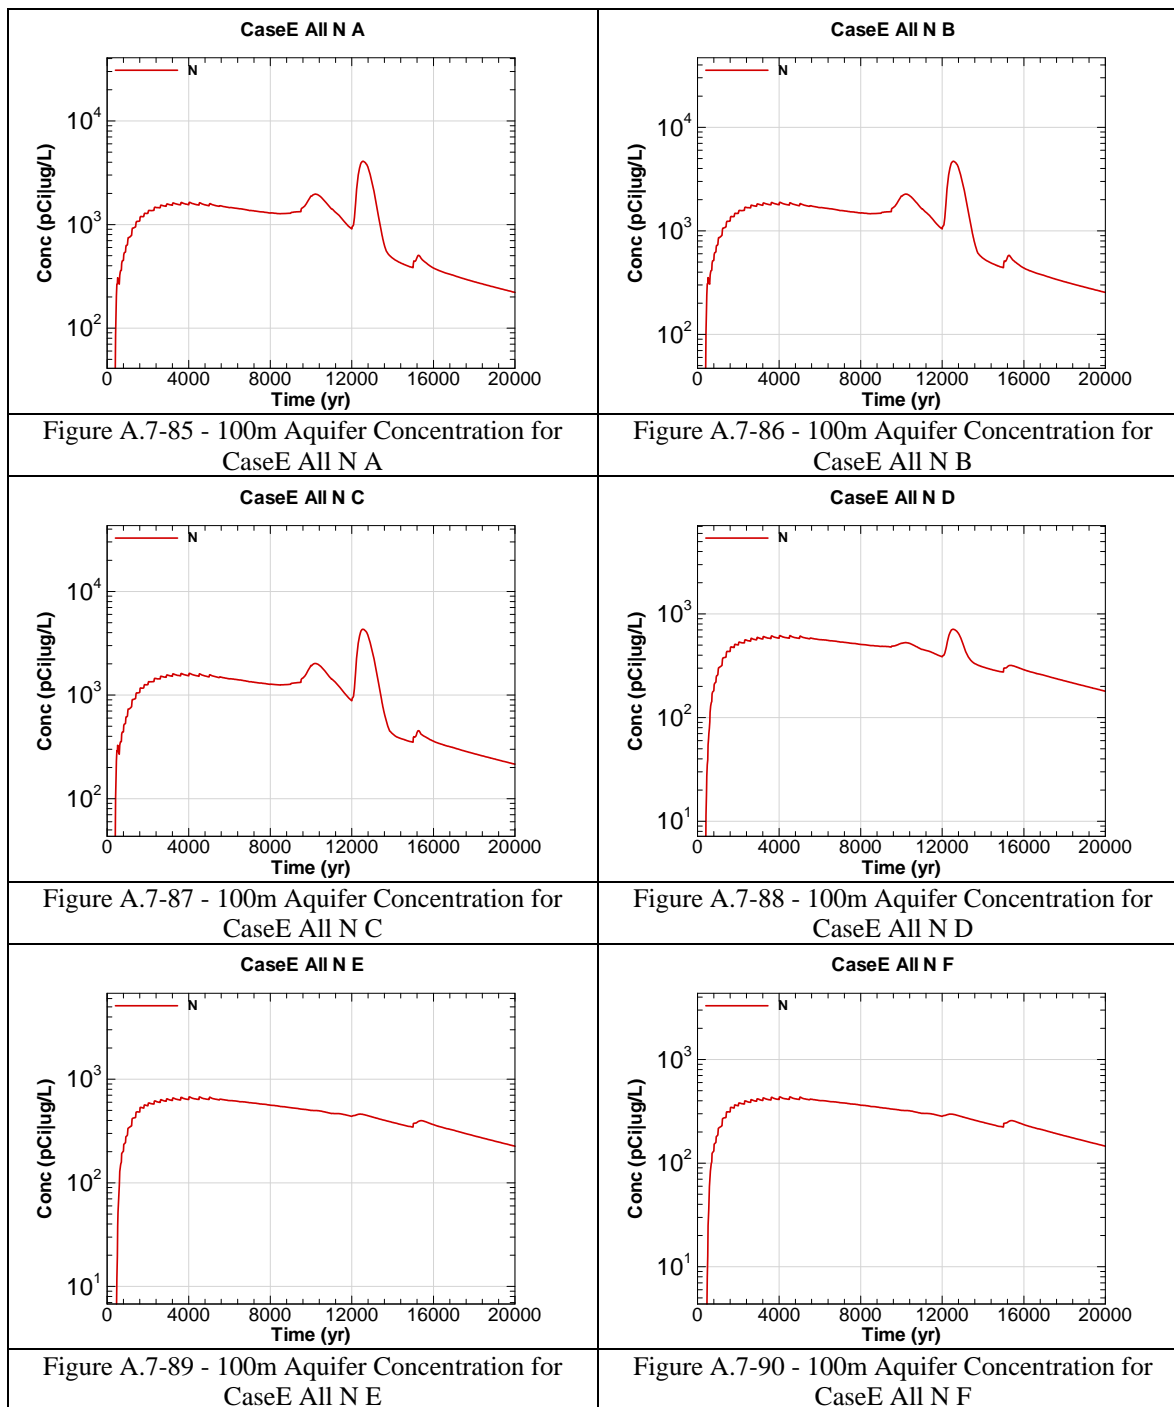 CaseE All N A
N
10^4
10^3
10^2
Conc (pCi|ug/L)
0 4000 8000 12000 16000 20000
Time (yr)
Figure A.7-85 - 100m Aquifer Concentration for
CaseE All N A
CaseE All N B
N
10^4
10^3
10^2
Conc (pCi|ug/L)
0 4000 8000 12000 16000 20000
Time (yr)
Figure A.7-86 - 100m Aquifer Concentration for
CaseE All N B
CaseE All N C
N
10^4
10^3
10^2
Conc (pCi|ug/L)
0 4000 8000 12000 16000 20000
Time (yr)
Figure A.7-87 - 100m Aquifer Concentration for
CaseE All N C
CaseE All N D
N
10^3
10^2
10^1
Conc (pCi|ug/L)
0 4000 8000 12000 16000 20000
Time (yr)
Figure A.7-88 - 100m Aquifer Concentration for
CaseE All N D
CaseE All N E
N
10^3
10^2
10^1
Conc (pCi|ug/L)
0 4000 8000 12000 16000 20000
Time (yr)
Figure A.7-89 - 100m Aquifer Concentration for
CaseE All N E
CaseE All N F
N
10^3
10^2
10^1
Conc (pCi|ug/L)
0 4000 8000 12000 16000 20000
Time (yr)
Figure A.7-90 - 100m Aquifer Concentration for
CaseE All N F